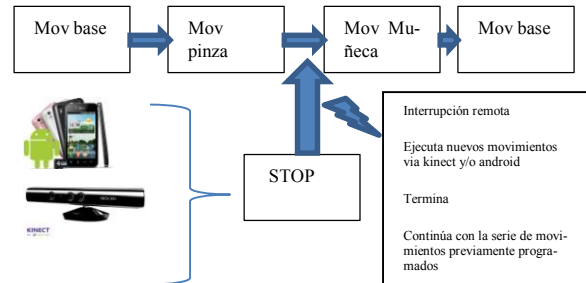 Mov base
Mov
pinza
Mov Mu-
ñeca
Mov base
Interrupción remota
Ejecuta nuevos movimientos
via kinect y/o android
Termina
Continúa con la serie de movi-
mientos previamente progra-
mados
STOP
KINECT